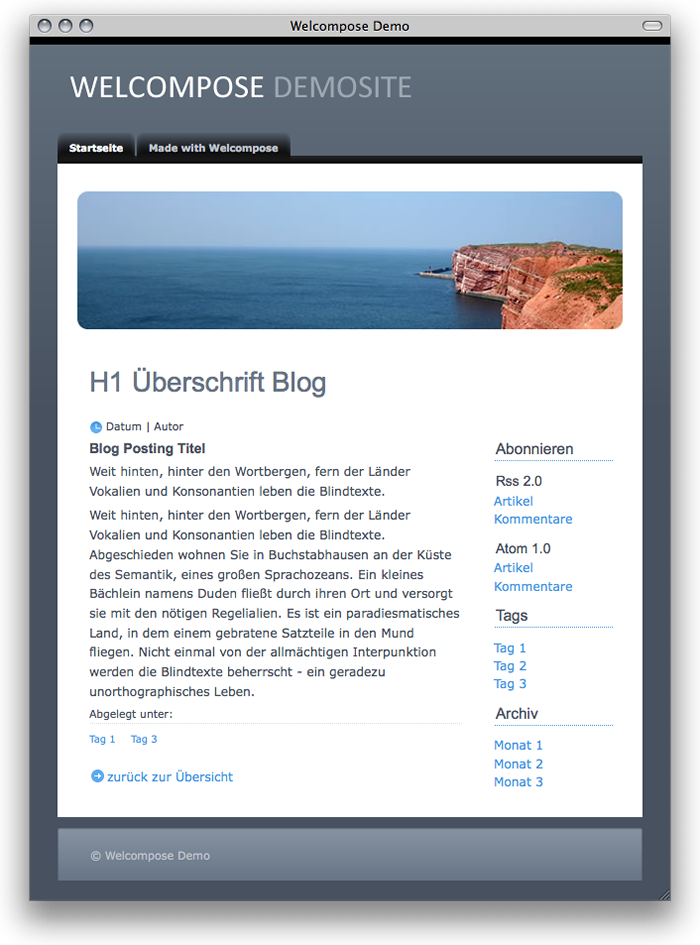 Welcompose Demo
WELCOMPOSE DEMOSITE
Startseite
Made with Welcompose
H1 Überschrift Blog
Datum | Autor
Blog Posting Titel
Weit hinten, hinter den Wortbergen, fern der Länder
Vokalien und Konsonantien leben die Blindtexte.
Weit hinten, hinter den Wortbergen, fern der Länder
Vokalien und Konsonantien leben die Blindtexte.
Abgeschieden wohnen Sie in Buchstabhausen an der Küste
des Semantik, eines großen Sprachozeans. Ein kleines
Bächlein namens Duden fließt durch ihren Ort und versorgt
sie mit den nötigen Regelialien. Es ist ein paradiesmatisches
Land, in dem einem gebratene Satzteile in den Mund
fliegen. Nicht einmal von der allmächtigen Interpunktion
werden die Blindtexte beherrscht - ein geradezu
unorthographisches Leben.
Abgelegt unter:
Tag 1 Tag 3
zurück zur Übersicht
Abonnieren
Rss 2.0
Artikel
Kommentare
Atom 1.0
Artikel
Kommentare
Tags
Tag 1
Tag 2
Tag 3
Archiv
Monat 1
Monat 2
Monat 3
© Welcompose Demo